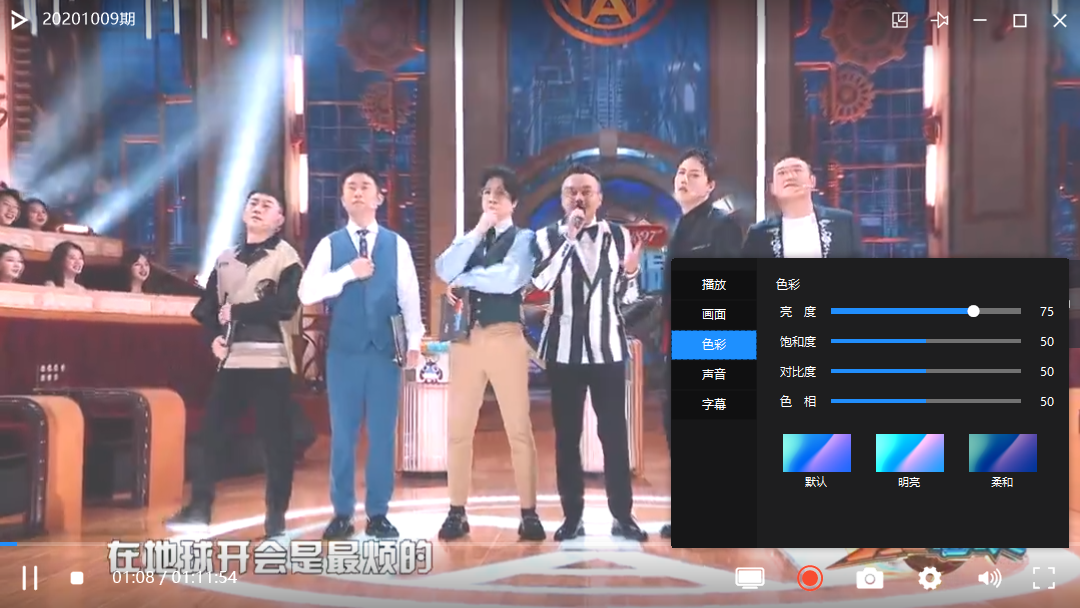 20201009期
播放
画面
色彩
声音
字幕
色彩
亮 度 75
饱和度 50
对比度 50
色 相 50
默认
明亮
柔和
在地球开会是最烦的
01:08 / 01:11:54